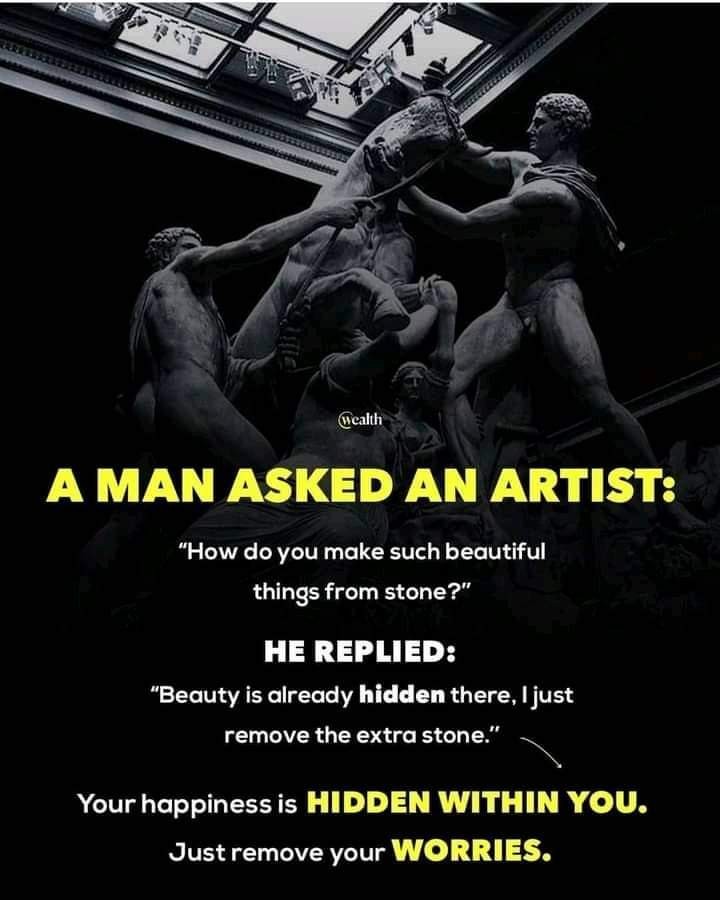 wealth
A MAN ASKED AN ARTIST:
“How do you make such beautiful
things from stone?”
HE REPLIED:
“Beauty is already hidden there, I just
remove the extra stone.”
Your happiness is HIDDEN WITHIN YOU.
Just remove your WORRIES.